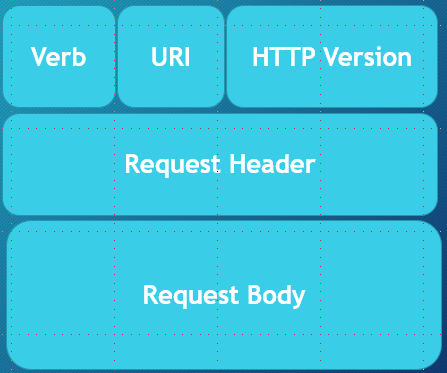 Verb URI HTTP Version
Request Header
Request Body